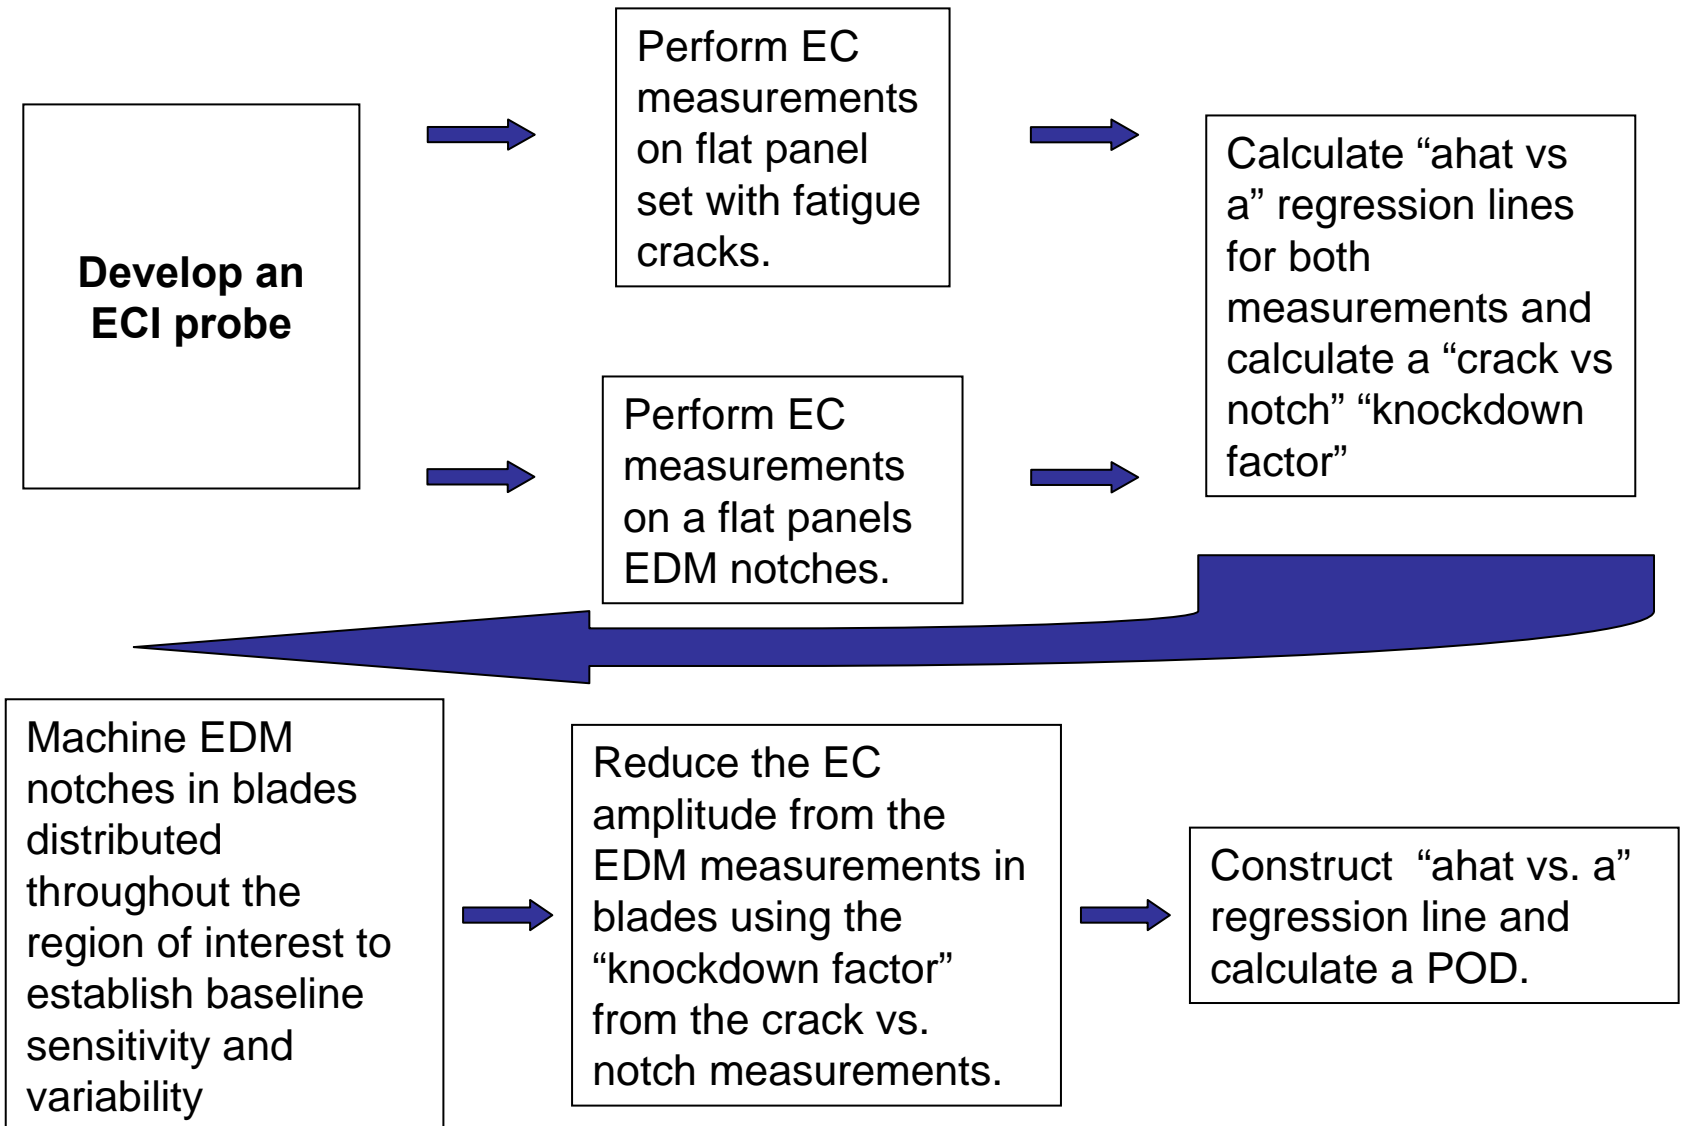 Develop an
ECI probe
Perform EC
measurements
on flat panel
set with fatigue
cracks.
Perform EC
measurements
on a flat panels
EDM notches.
Calculate “ahat vs
a” regression lines
for both
measurements and
calculate a “crack vs
notch” “knockdown
factor”
Machine EDM
notches in blades
distributed
throughout the
region of interest to
establish baseline
sensitivity and
variability
Reduce the EC
amplitude from the
EDM measurements in
blades using the
“knockdown factor”
from the crack vs.
notch measurements.
Construct “ahat vs. a”
regression line and
calculate a POD.